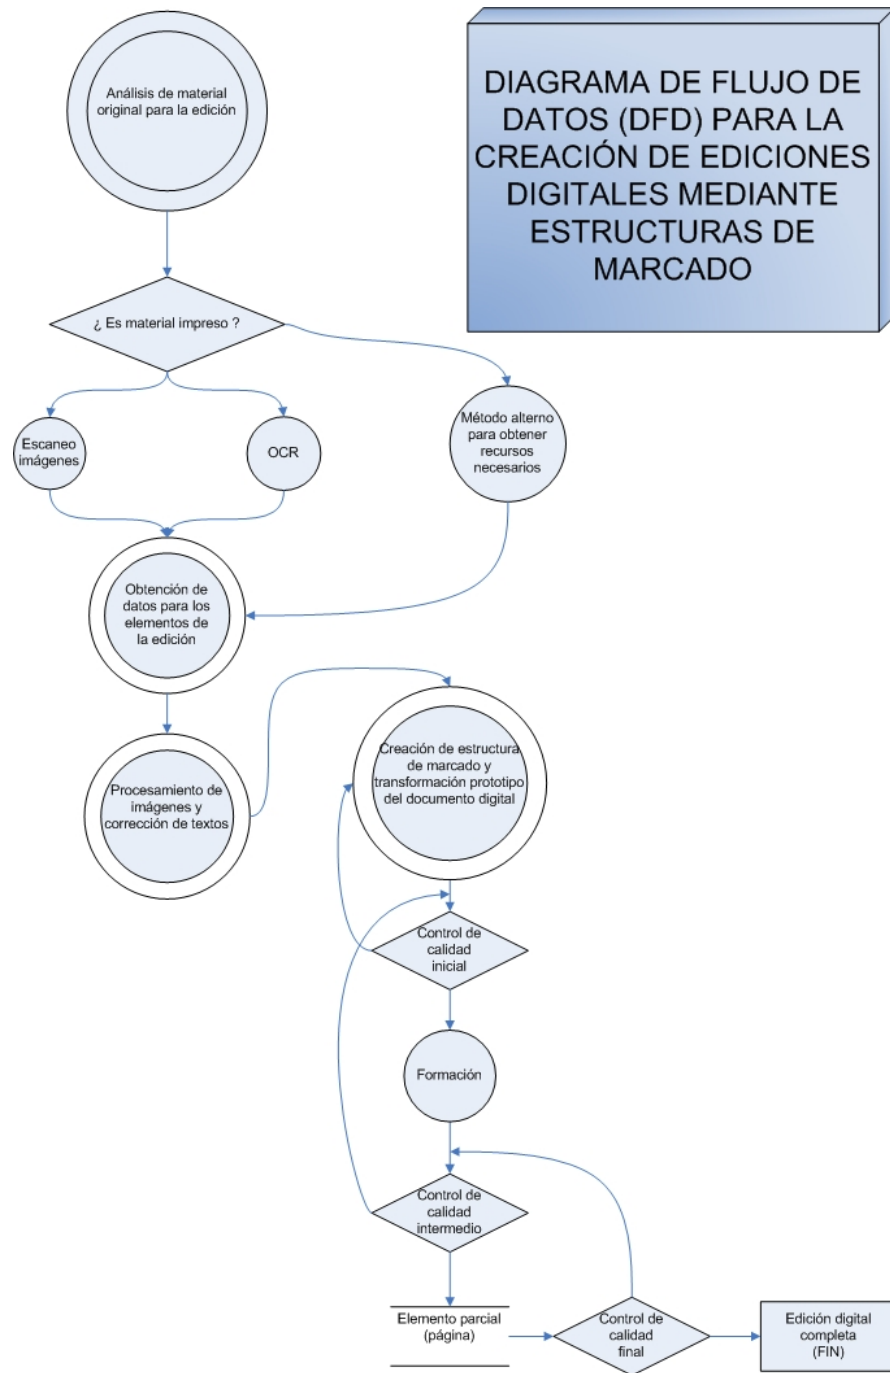 DIAGRAMA DE FLUJO DE
DATOS (DFD) PARA LA
CREACIÓN DE EDICIONES
DIGITALES MEDIANTE
ESTRUCTURAS DE
MARCADO
Análisis de material
original para la edición
¿ Es material impreso ?
Escaneo
imágenes
OCR
Método alterno
para obtener
recursos
necesarios
Obtención de
datos para los
elementos de
la edición
Procesamiento de
imágenes y
corrección de textos
Creación de estructura
de marcado y
transformación prototipo
del documento digital
Control de
calidad
inicial
Formación
Control de
calidad
intermedio
Elemento parcial
(página)
Control de
calidad
final
Edición digital
completa
(FIN)